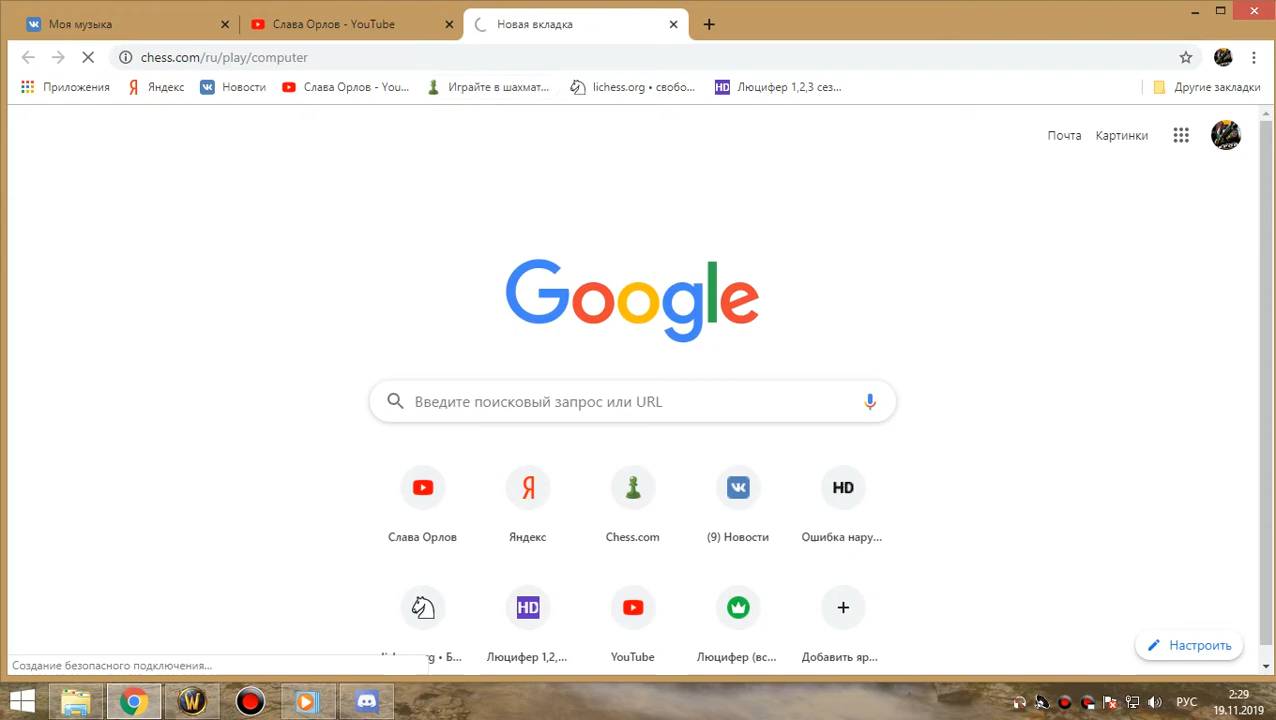 Моя музыка
Слава Орлов - YouTube
Новая вкладка
chess.com/ru/play/computer
Приложения
Яндекс
Новости
Слава Орлов - You...
Играйте в шахмат...
lichess.org • свобо...
HD
Люцифер 1,2,3 сез...
Другие закладки
Почта
Картинки
Google
Введите поисковый запрос или URL
Я
HD
Слава Орлов
Яндекс
Chess.com
(9) Новости
Ошибка нару...
HD
Люцифер 1,2,...
YouTube
Люцифер (вс...
Добавить яр...
Настроить
Создание безопасного подключения...
РУС
2:29
19.11.2019